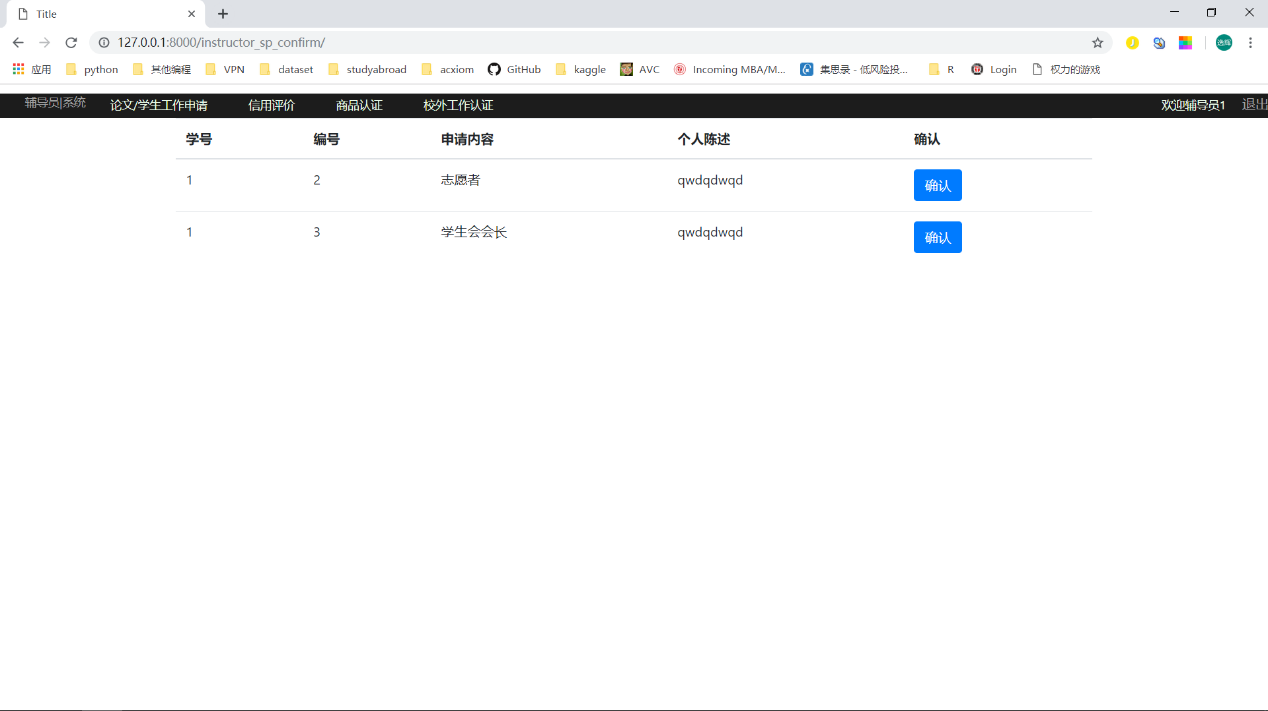 Title
127.0.0.1:8000/instructor_sp_confirm/
应用 python 其他编程 VPN dataset studyabroad acxiom GitHub kaggle AVC Incoming MBA/M... 集思录 - 低风险投... R Login 权力的游戏
辅导员|系统 论文/学生工作申请 信用评价 商品认证 校外工作认证 欢迎辅导员1 退出
学号 编号 申请内容 个人陈述 确认
1 2 志愿者 qwdqdwqd 确认
1 3 学生会会长 qwdqdwqd 确认